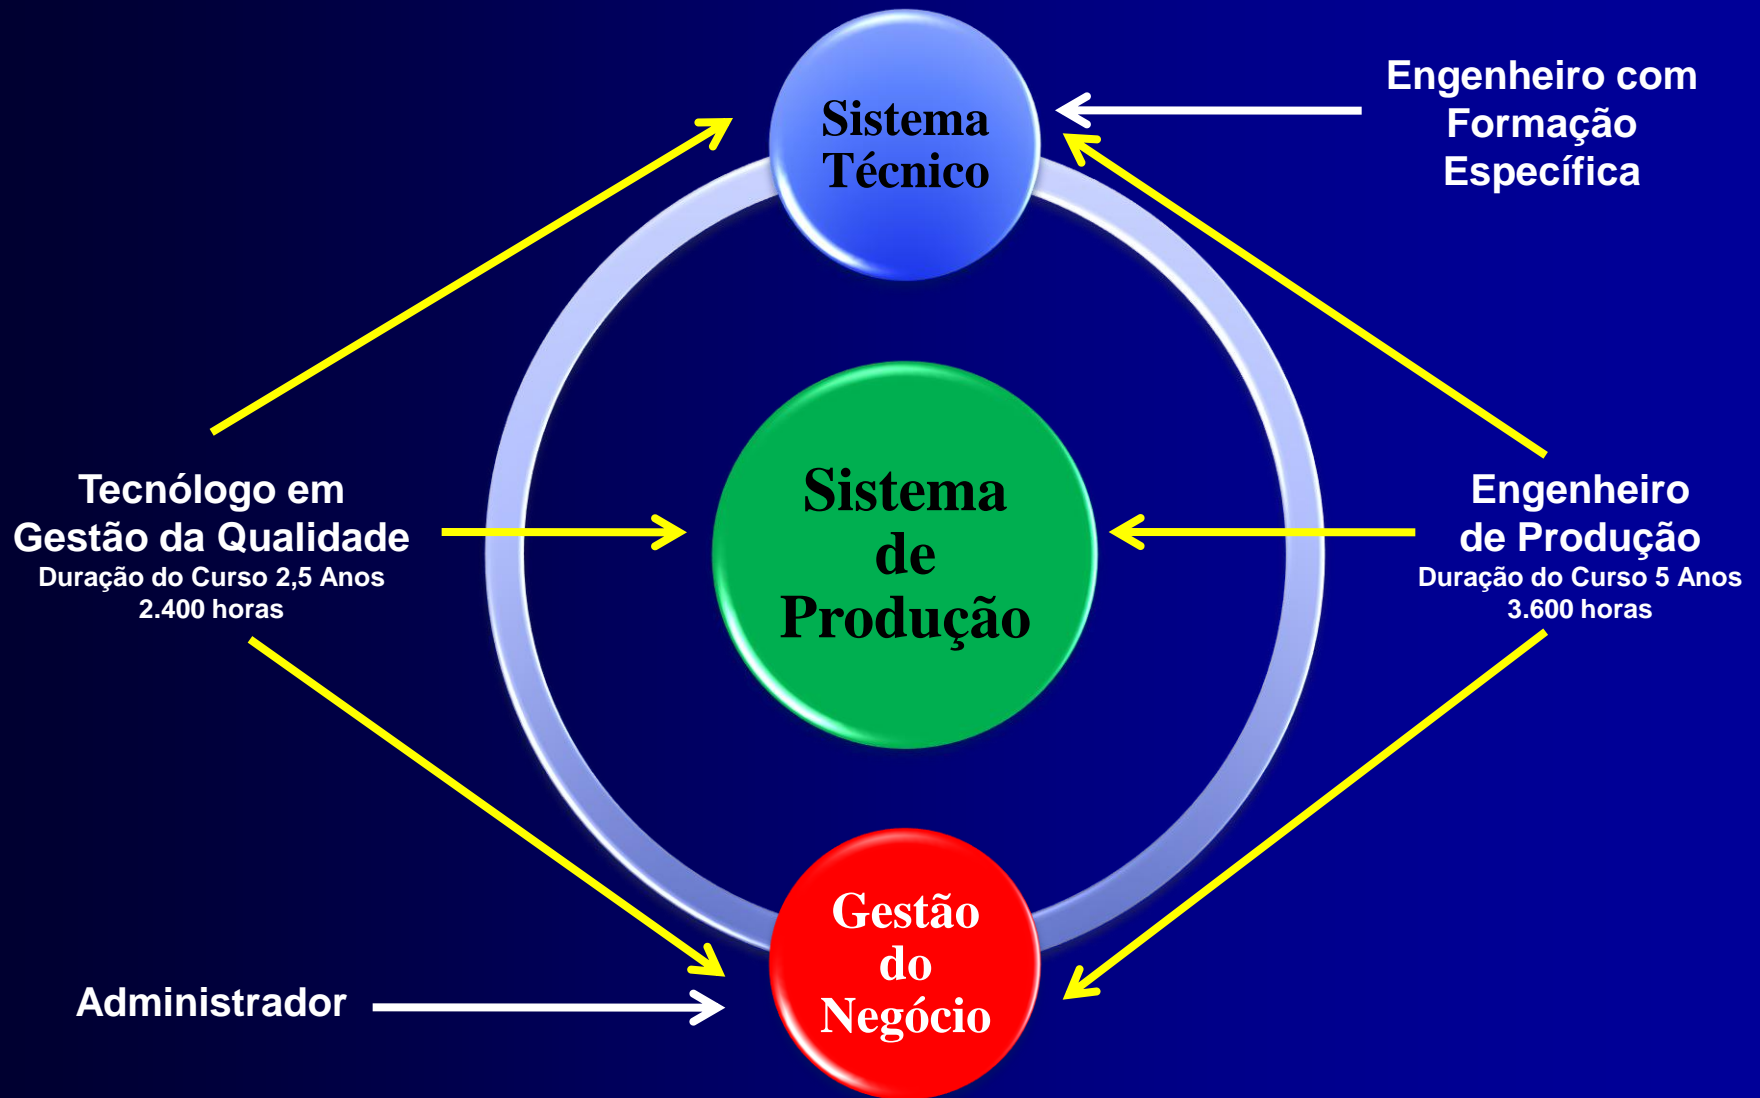 Sistema
Técnico
Engenheiro com
Formação
Específica
Tecnólogo em
Gestão da Qualidade
Duração do Curso 2,5 Anos
2.400 horas
Sistema
de
Produção
Engenheiro
de Produção
Duração do Curso 5 Anos
3.600 horas
Gestão
do
Negócio
Administrador